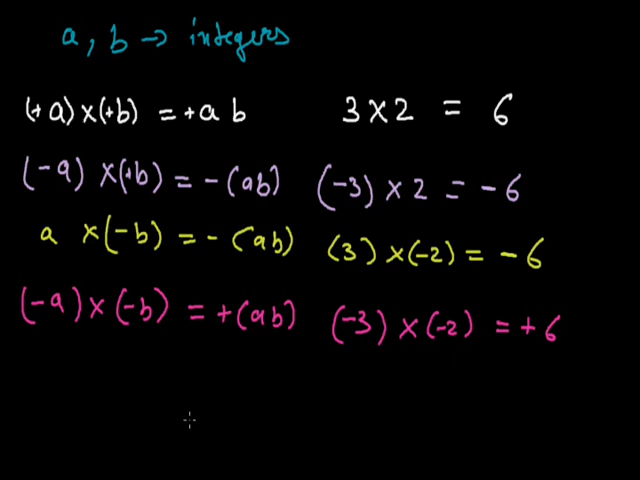 a, b → integers
(+a)×(+b) = +a b 3×2 = 6
(-a) ×(+b) = -(ab) (-3) × 2 = -6
a ×(-b) = -(ab) (3) ×(-2) = -6
(-a) × (-b) = +(ab) (-3) × (-2) = +6